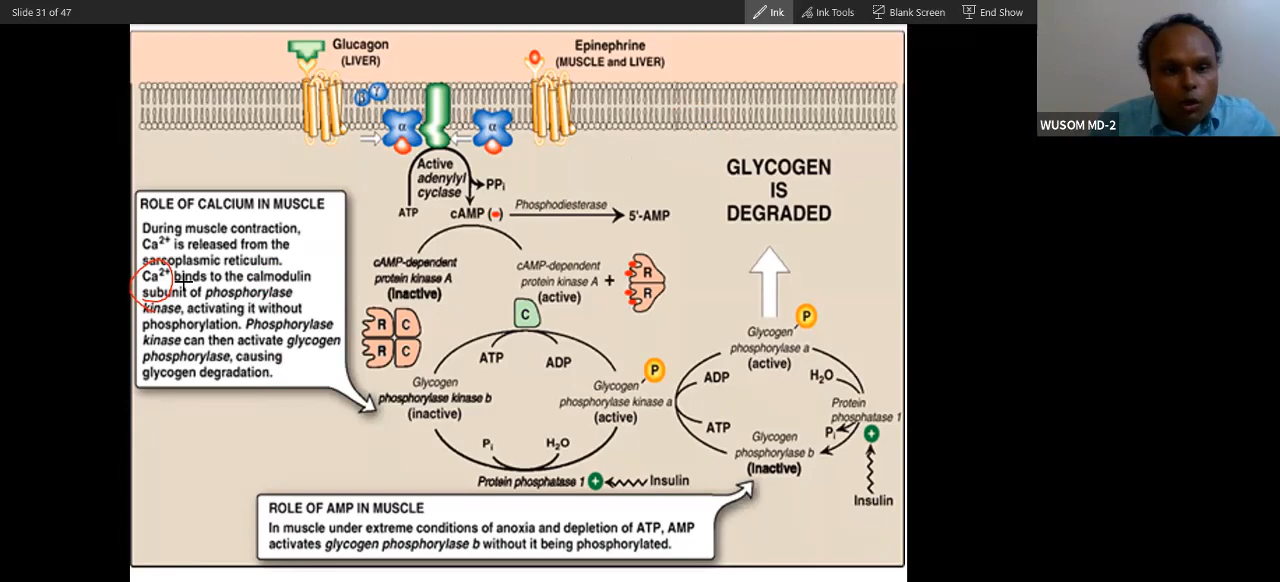 Slide 31 of 47
Ink
Ink Tools
Blank Screen
End Show
WUSOM MD-2
Glucagon
(LIVER)
Epinephrine
(MUSCLE and LIVER)
β γ
α
α
Active
adenylyl
cyclase
PPi
ATP
cAMP (•)
Phosphodiesterase
5'-AMP
GLYCOGEN
IS
DEGRADED
ROLE OF CALCIUM IN MUSCLE
During muscle contraction,
Ca2+ is released from the
sarcoplasmic reticulum.
Ca2+ binds to the calmodulin
subunit of phosphorylase
kinase, activating it without
phosphorylation. Phosphorylase
kinase can then activate glycogen
phosphorylase, causing
glycogen degradation.
cAMP-dependent
protein kinase A
(inactive)
R C
R C
cAMP-dependent
protein kinase A
(active)
+
R
R
C
ATP
ADP
Glycogen
phosphorylase kinase b
(inactive)
P
Glycogen
phosphorylase kinase a
(active)
Pi
H2O
Protein phosphatase 1
+
Insulin
P
Glycogen
phosphorylase a
(active)
ADP
H2O
ATP
Protein
phosphatase 1
Pi
+
Glycogen
phosphorylase b
(Inactive)
Insulin
ROLE OF AMP IN MUSCLE
In muscle under extreme conditions of anoxia and depletion of ATP, AMP
activates glycogen phosphorylase b without it being phosphorylated.